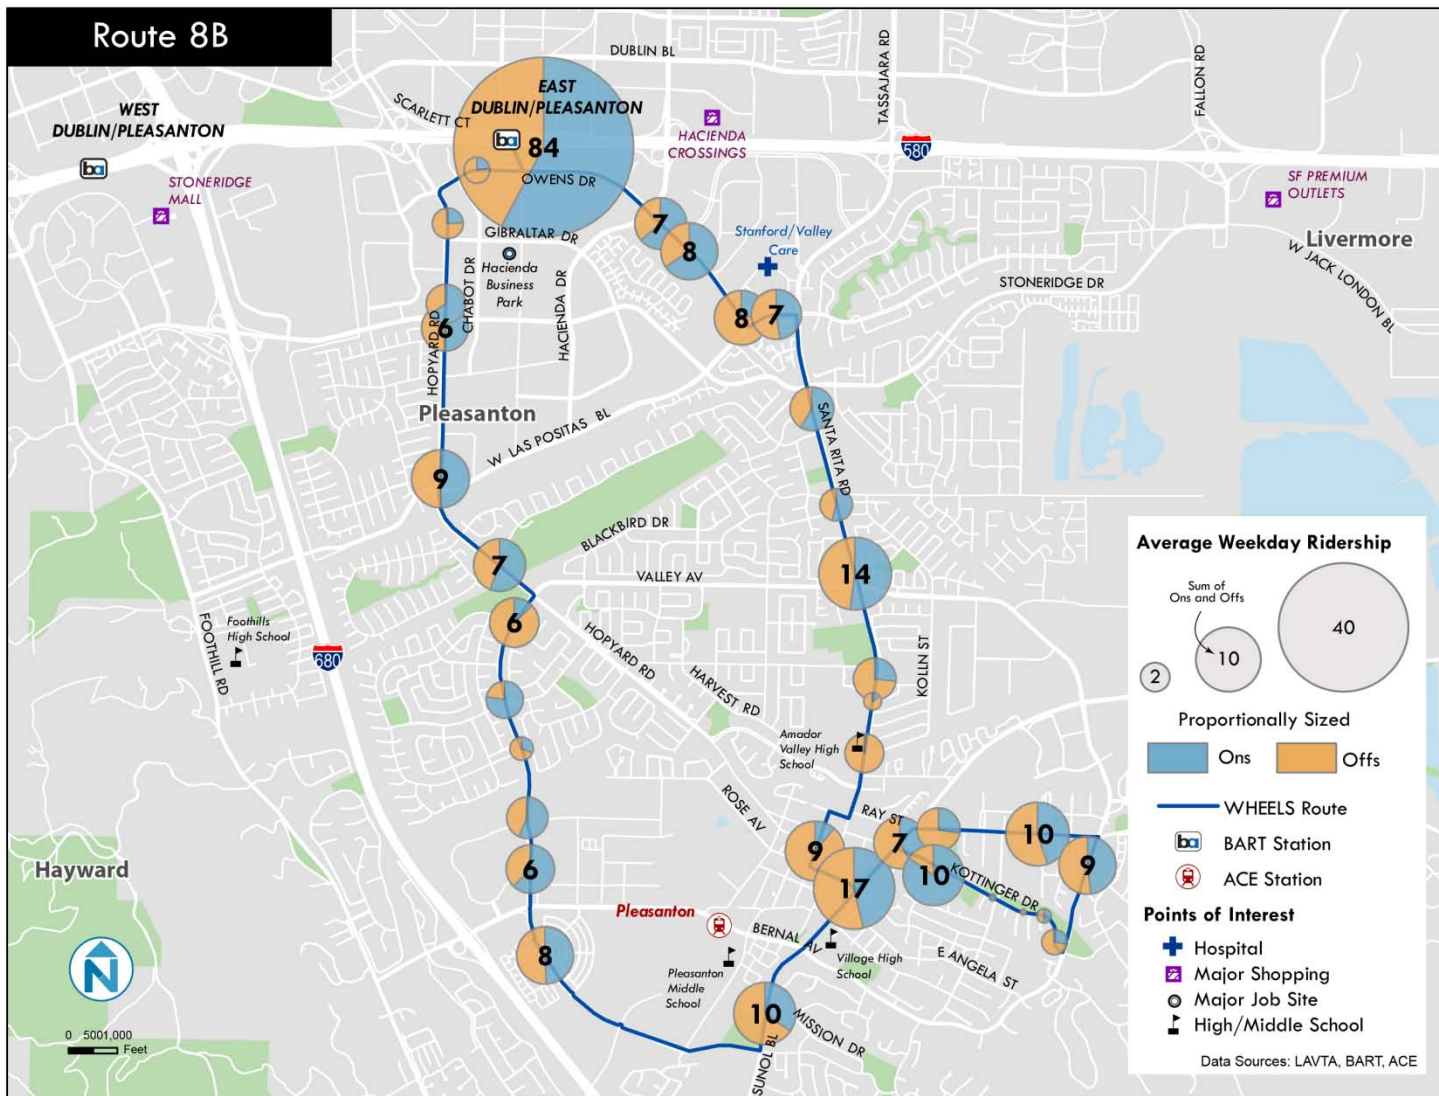 Route 8B
DUBLIN BL
TASSAJARA RD
FALLON RD
WEST
DUBLIN/PLEASANTON
ba
SCARLETT CT
EAST
DUBLIN/PLEASANTON
ba
84
HACIENDA
CROSSINGS
580
STONERIDGE
MALL
OWENS DR
SF PREMIUM
OUTLETS
GIBRALTAR DR
7
8
Stanford/Valley
Care
Livermore
W JACK LONDON BL
Hacienda
Business
Park
CHABOT DR
HACIENDA DR
STONERIDGE DR
8
7
6
HOPYARD RD
Pleasanton
SANTA RITA RD
W LAS POSITAS BL
9
BLACKBIRD DR
7
VALLEY AV
14
6
FOOTHILL RD
Foothills
High School
680
HOPYARD RD
HARVEST RD
KOLLN ST
Amador
Valley High
School
ROSE AV
RAY ST
9
7
10
9
17
10
KOTTINGER DR
Hayward
6
Pleasanton
BERNAL AV
Village High
School
E ANGELA ST
8
Pleasanton
Middle
School
10
MISSION DR
SUNOL BL
N
0 5001,000
Feet
Average Weekday Ridership
Sum of
Ons and Offs
2
10
40
Proportionally Sized
Ons
Offs
WHEELS Route
ba
BART Station
ACE Station
Points of Interest
Hospital
Major Shopping
Major Job Site
High/Middle School
Data Sources: LAVTA, BART, ACE